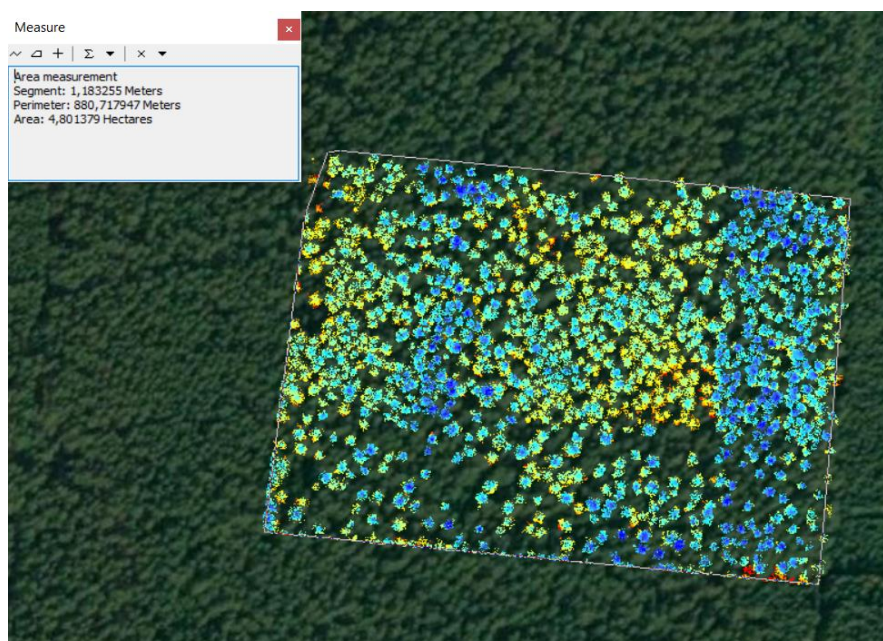 Measure
Area measurement
Segment: 1,183255 Meters
Perimeter: 880,717947 Meters
Area: 4,801379 Hectares